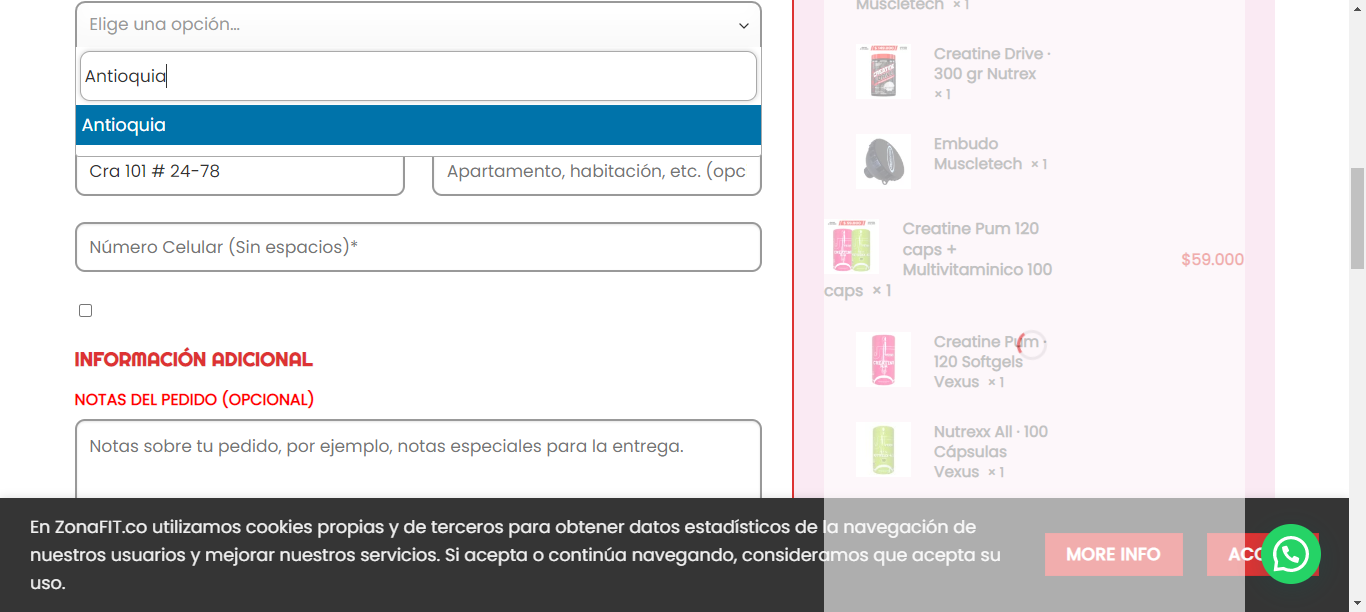 Elige una opción...
Antioquia
Antioquia
Cra 101 # 24-78
Apartamento, habitación, etc. (opc
Número Celular (Sin espacios)*
INFORMACIÓN ADICIONAL
NOTAS DEL PEDIDO (OPCIONAL)
Notas sobre tu pedido, por ejemplo, notas especiales para la entrega.
Muscletech × 1
Creatine Drive ·
300 gr Nutrex
× 1
Embudo
Muscletech × 1
Creatine Pum 120
caps +
Multivitaminico 100
caps × 1
$59.000
Creatine Pum ·
120 Softgels
Vexus × 1
Nutrexx All · 100
Cápsulas
Vexus × 1
En ZonaFIT.co utilizamos cookies propias y de terceros para obtener datos estadísticos de la navegación de
nuestros usuarios y mejorar nuestros servicios. Si acepta o continúa navegando, consideramos que acepta su
uso.
MORE INFO